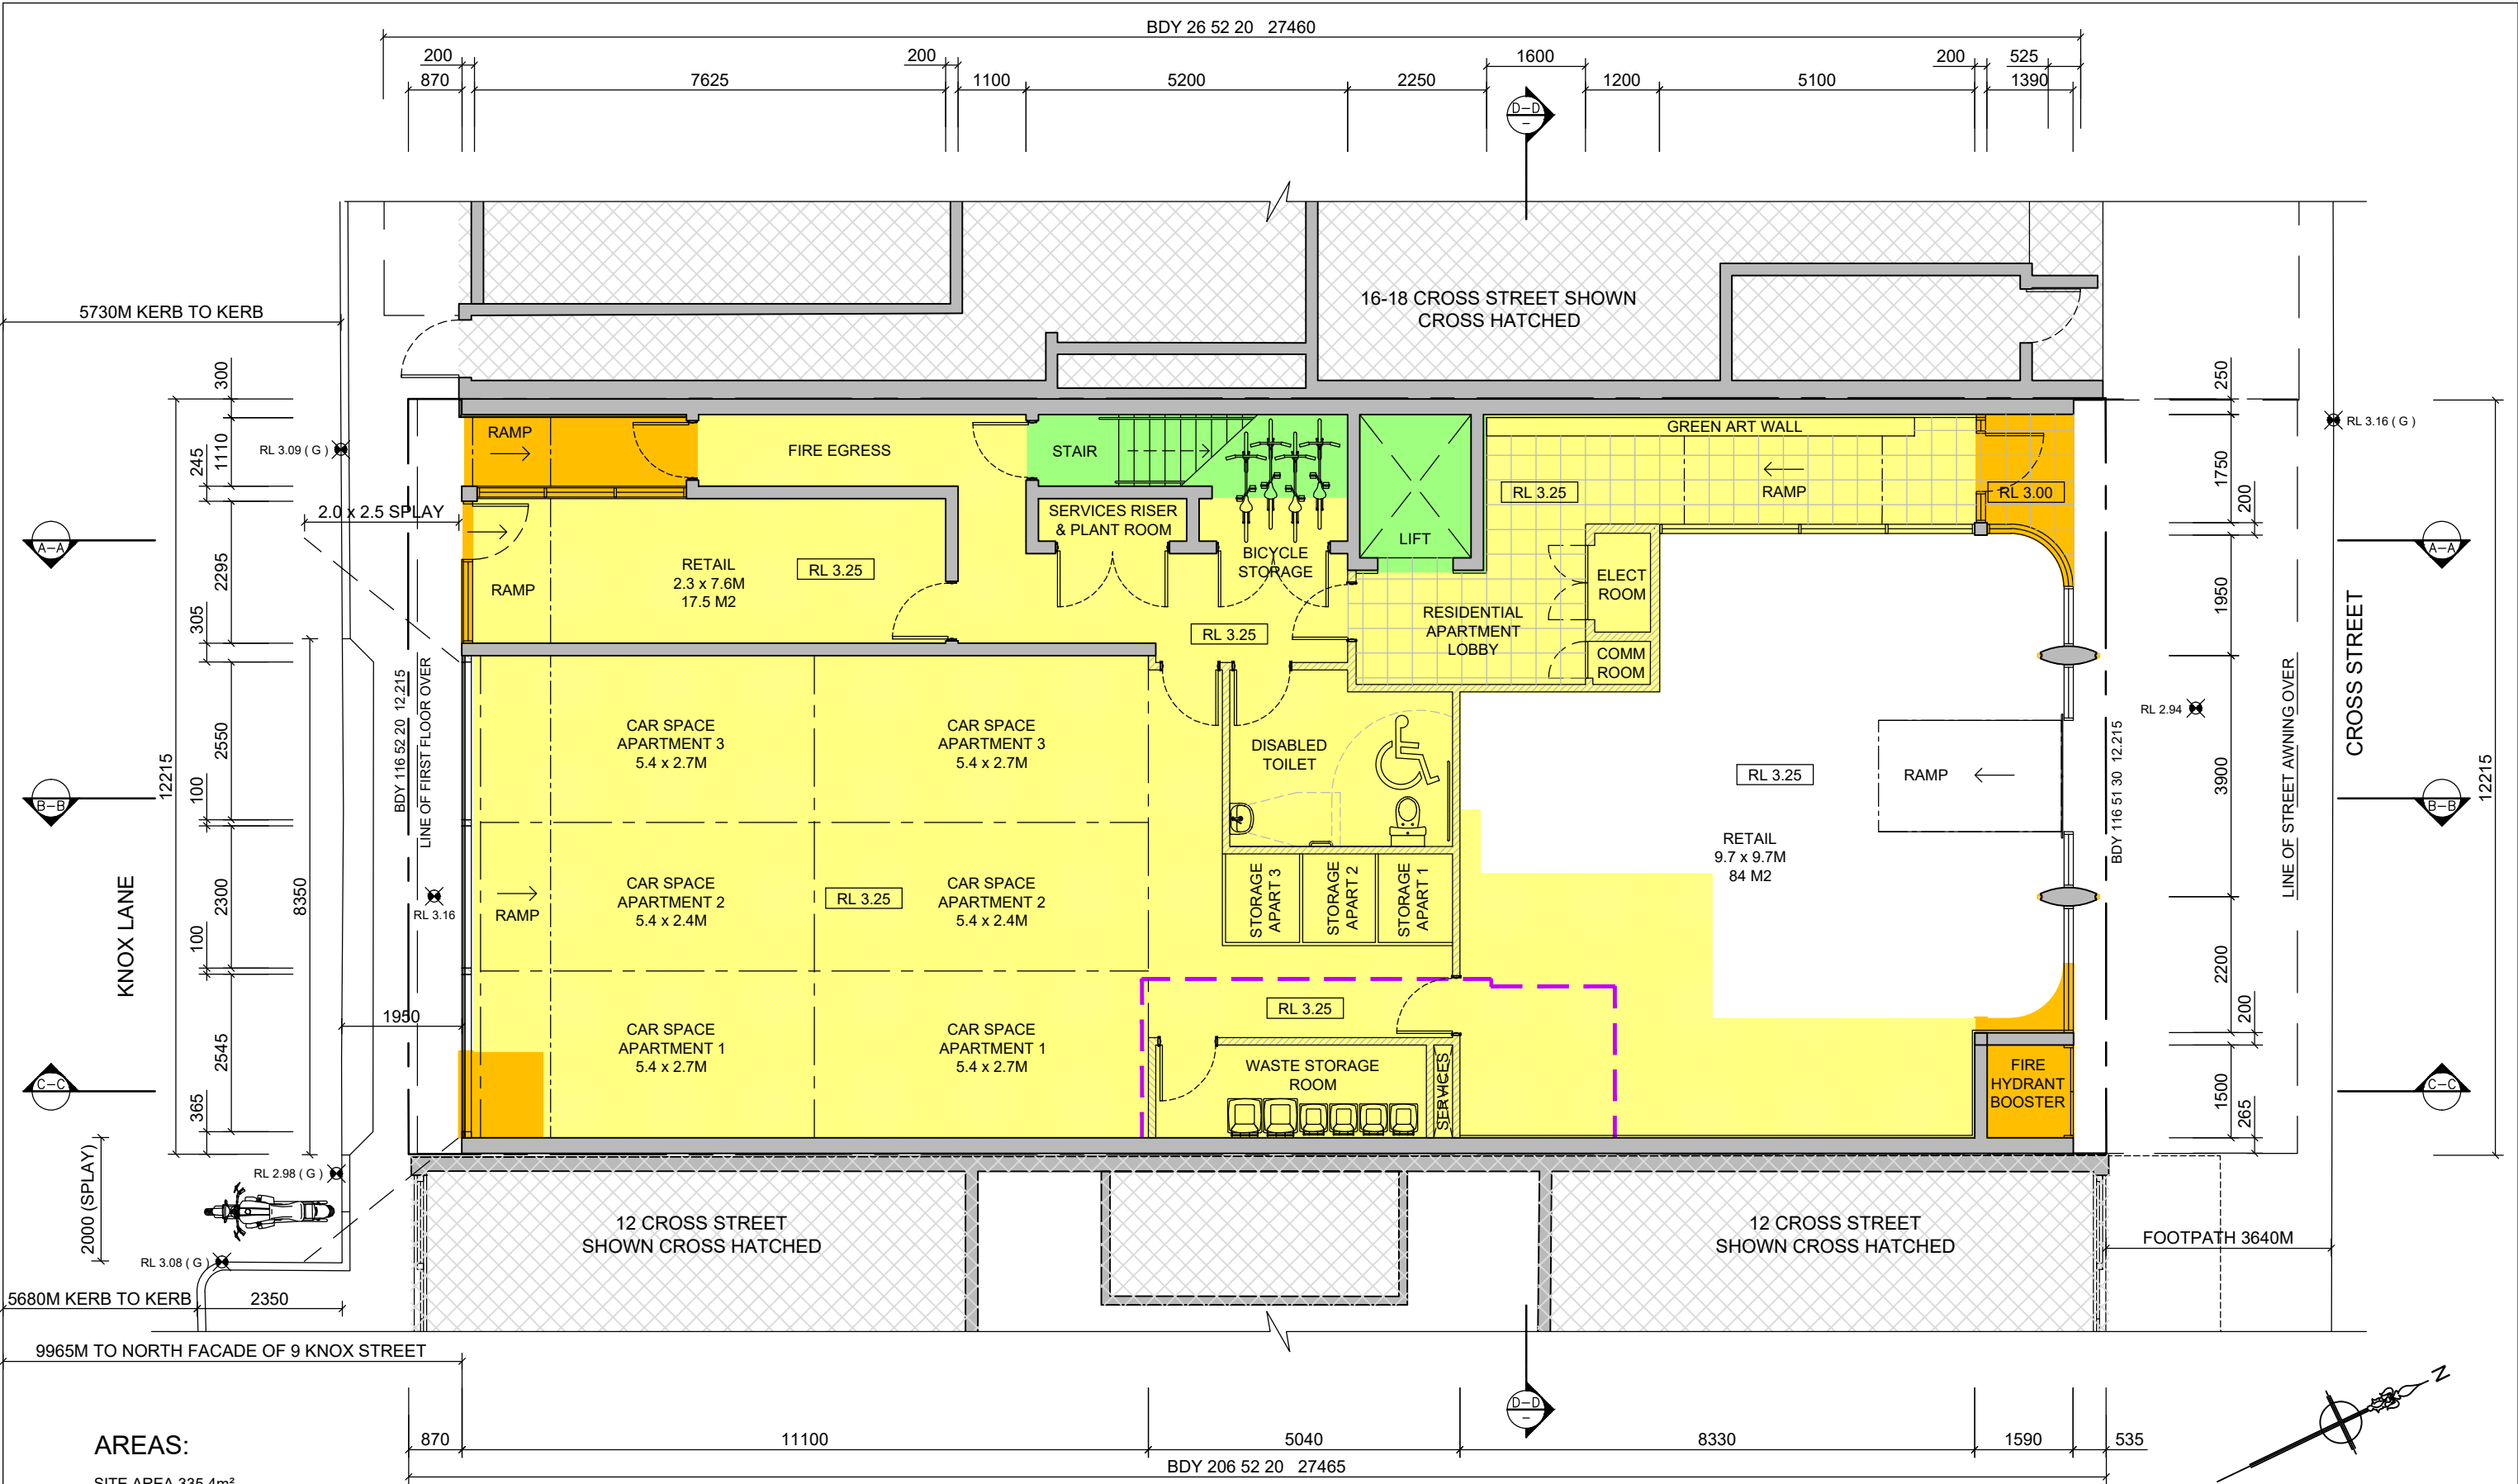 BDY 26 52 20   27460
200
200
1600
200
525
870
7625
1100
5200
2250
1200
5100
1390
D-D
-
16-18 CROSS STREET SHOWN
CROSS HATCHED
5730M KERB TO KERB
300
250
RAMP
FIRE EGRESS
STAIR
GREEN ART WALL
RL 3.09 ( G )
RL 3.16 ( G )
1110
245
1750
RL 3.25
RAMP
RL 3.00
200
2.0 x 2.5 SPLAY
SERVICES RISER
& PLANT ROOM
LIFT
A-A
A-A
BICYCLE
STORAGE
RETAIL
2.3 x 7.6M
17.5 M2
RL 3.25
RAMP
2295
ELECT
ROOM
1950
305
RESIDENTIAL
APARTMENT
LOBBY
RL 3.25
COMM
ROOM
CROSS STREET
BDY 116 52 20  12.215
LINE OF FIRST FLOOR OVER
CAR SPACE
APARTMENT 3
5.4 x 2.7M
CAR SPACE
APARTMENT 3
5.4 x 2.7M
DISABLED
TOILET
RL 2.94
2550
12215
100
RL 3.25
RAMP
3900
12215
BDY 116 51 30  12.215
LINE OF STREET AWNING OVER
B-B
B-B
RETAIL
9.7 x 9.7M
84 M2
KNOX LANE
2300
8350
RL 3.16
RAMP
CAR SPACE
APARTMENT 2
5.4 x 2.4M
RL 3.25
CAR SPACE
APARTMENT 2
5.4 x 2.4M
STORAGE
APART 3
STORAGE
APART 2
STORAGE
APART 1
100
2200
1950
RL 3.25
200
CAR SPACE
APARTMENT 1
5.4 x 2.7M
CAR SPACE
APARTMENT 1
5.4 x 2.7M
2545
WASTE STORAGE
ROOM
SERVICES
FIRE
HYDRANT
BOOSTER
C-C
C-C
1500
365
265
RL 2.98 ( G )
2000 (SPLAY)
12 CROSS STREET
SHOWN CROSS HATCHED
12 CROSS STREET
SHOWN CROSS HATCHED
FOOTPATH 3640M
RL 3.08 ( G )
5680M KERB TO KERB
2350
9965M TO NORTH FACADE OF 9 KNOX STREET
N
D-D
-
AREAS:
870
11100
5040
8330
1590
535
BDY 206 52 20   27465
SITE AREA 335.4m²